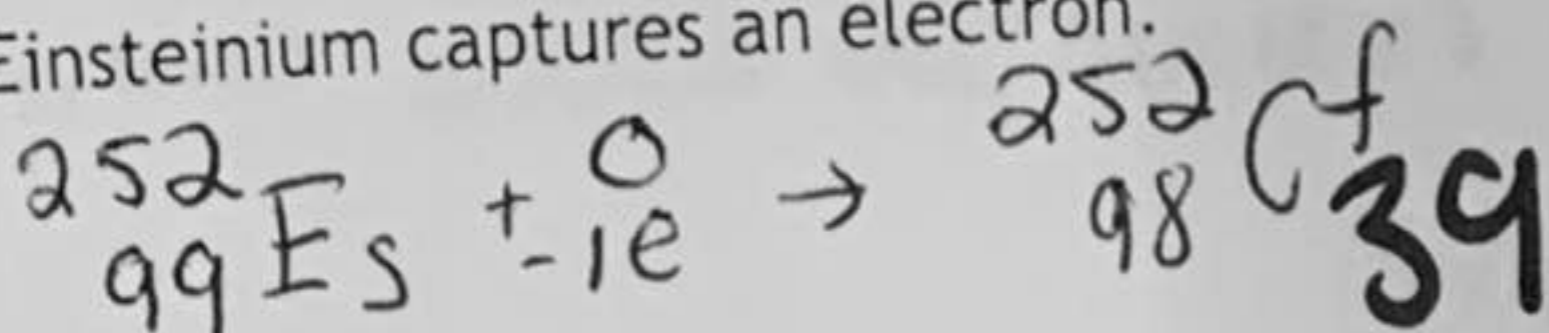 Einsteinium captures an electron.
252 99 Es + 0 -1 e → 252 98 Cf
39